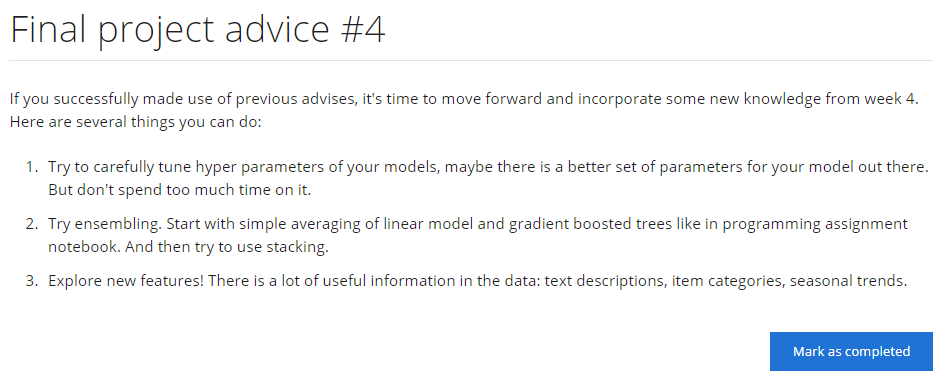 Final project advice #4
If you successfully made use of previous advises, it's time to move forward and incorporate some new knowledge from week 4.
Here are several things you can do:
1. Try to carefully tune hyper parameters of your models, maybe there is a better set of parameters for your model out there.
But don't spend too much time on it.
2. Try ensembling. Start with simple averaging of linear model and gradient boosted trees like in programming assignment
notebook. And then try to use stacking.
3. Explore new features! There is a lot of useful information in the data: text descriptions, item categories, seasonal trends.
Mark as completed